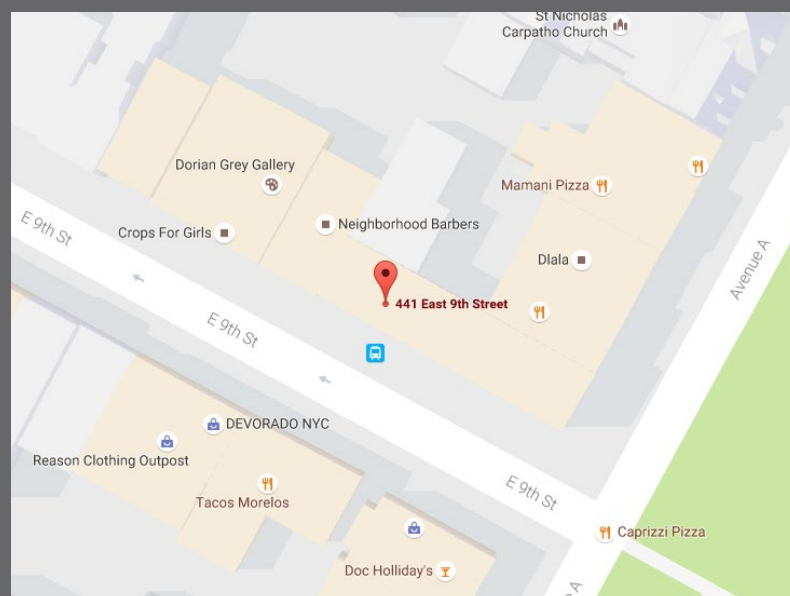 St Nicholas
Carpatho Church
Dorian Grey Gallery
Mamani Pizza
E 9th St
Crops For Girls
Neighborhood Barbers
Dlala
Avenue A
441 East 9th Street
E 9th St
DEVORADO NYC
Reason Clothing Outpost
Tacos Morelos
E 9th St
Caprizzi Pizza
Doc Holliday's
A